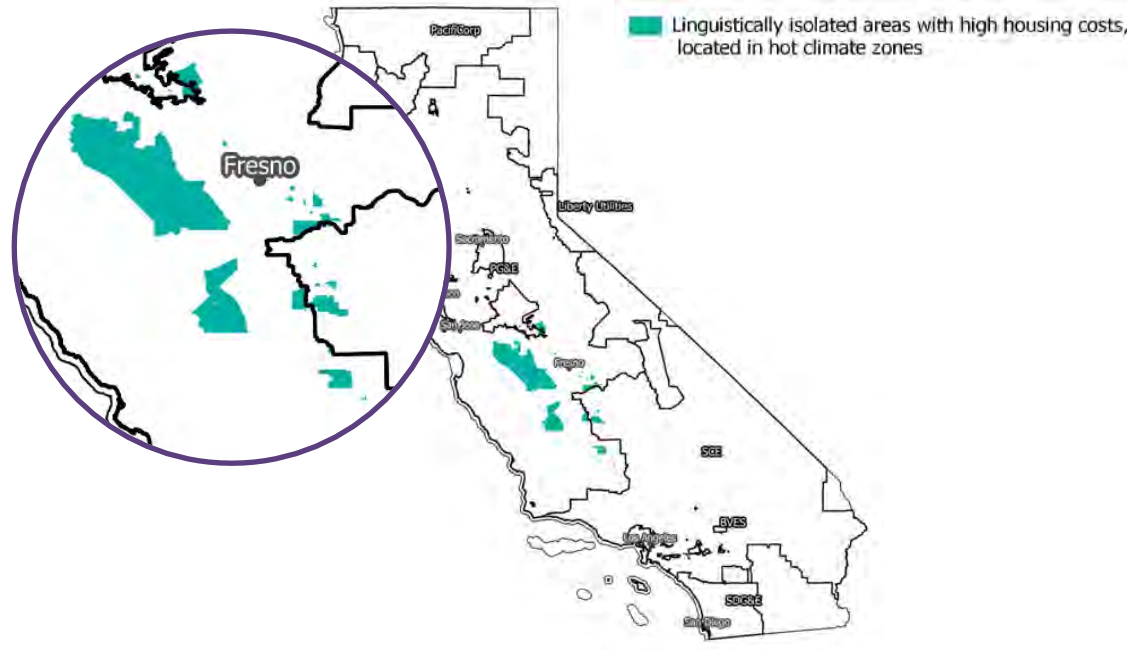 Linguistically isolated areas with high housing costs,
located in hot climate zones
PacifiCorp
Fresno
Liberty Utilities
Sacramento
PG&E
San Jose
Fresno
SCE
BVES
Los Angeles
SDG&E
San Diego